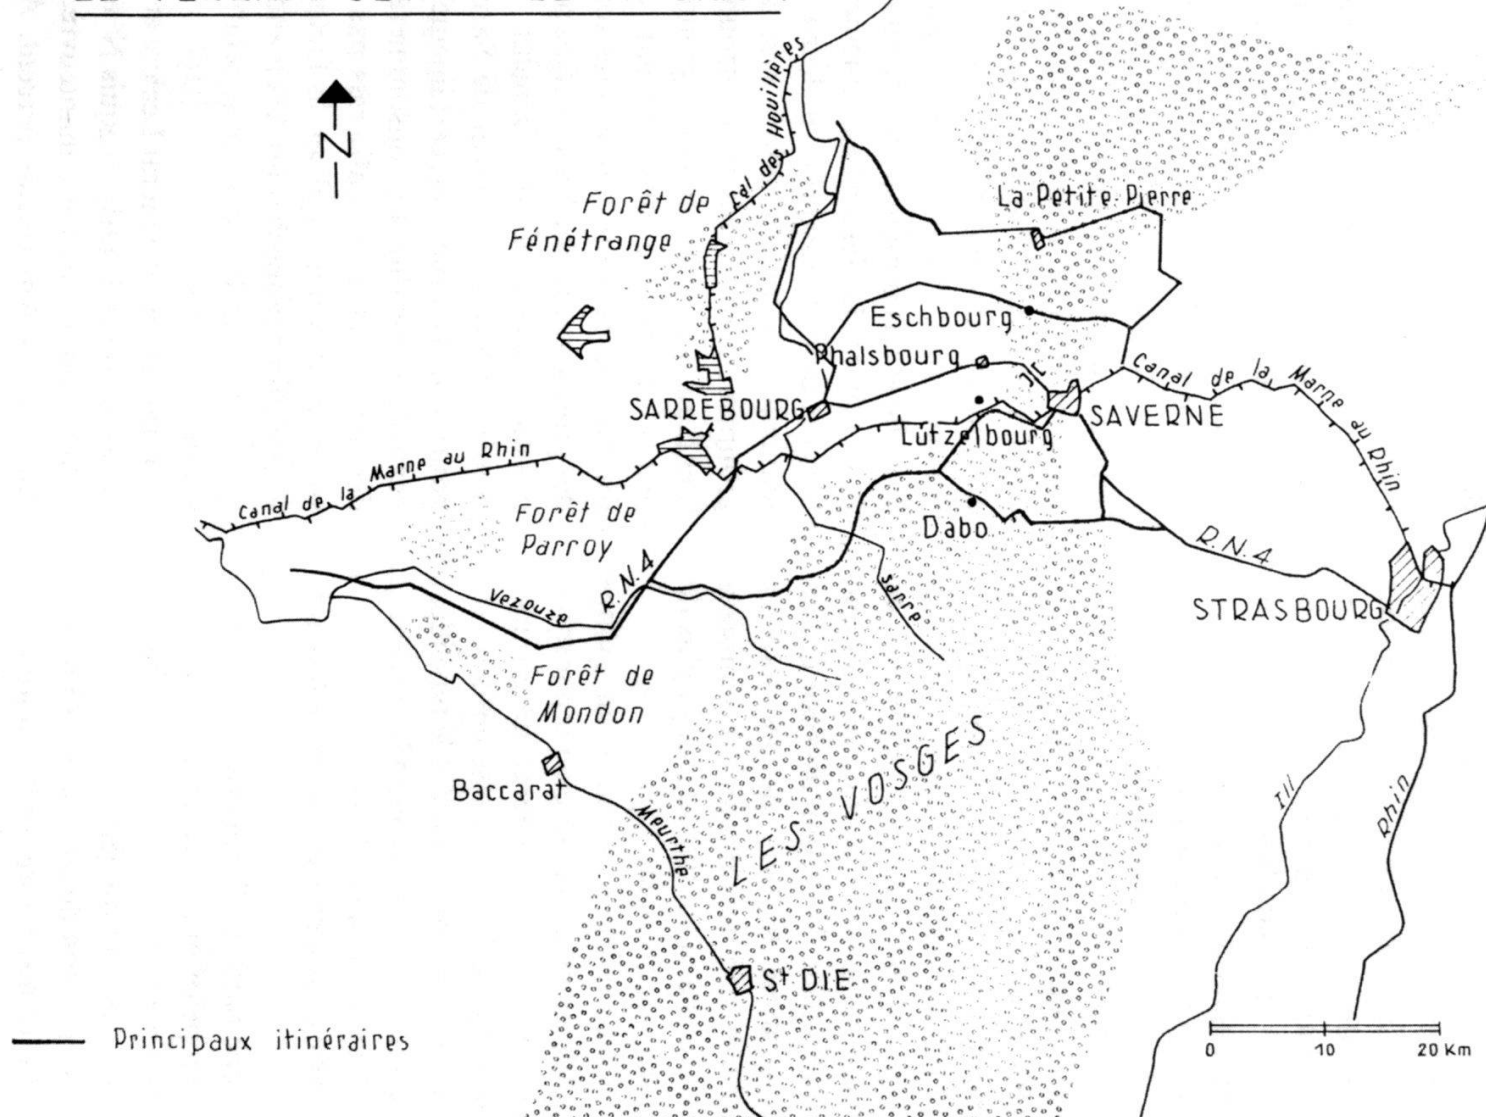 Cal des Houillères
N
Forêt de
Fénétrange
La Petite Pierre
Eschbourg
Phalsbourg
SARREBOURG
SAVERNE
Canal de la Marne au Rhin
Lutzelbourg
Canal de la Marne au Rhin
Forêt de
Parroy
Dabo
R.N.4
R.N.4
Vezouze
Sarre
STRASBOURG
Forêt de
Mondon
LES VOSGES
Baccarat
Meurthe
Ill
Rhin
St DIE
Principaux itinéraires
0 10 20 Km